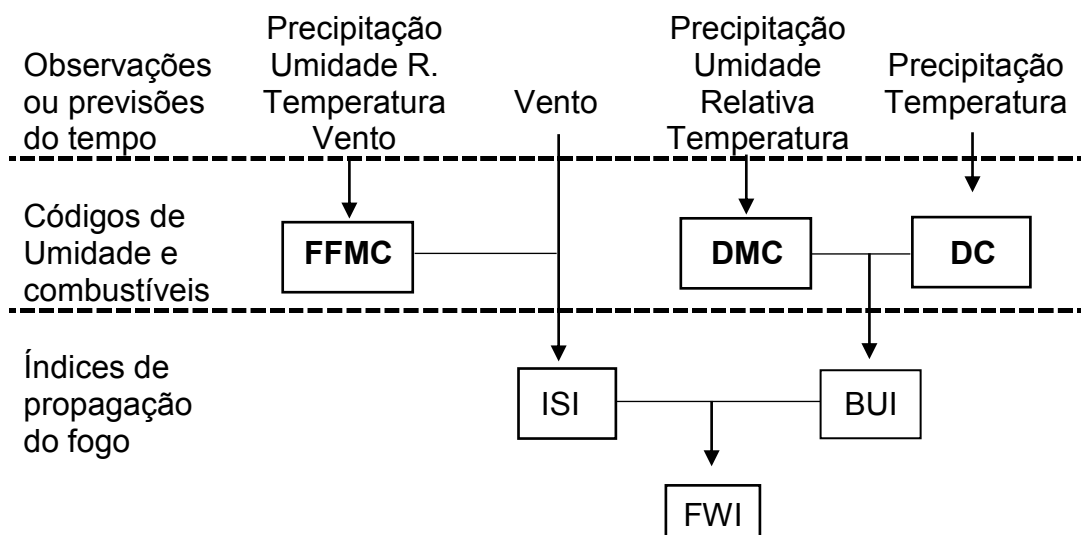 Observações
ou previsões
do tempo
Precipitação
Umidade R.
Temperatura
Vento
Vento
Precipitação
Umidade
Relativa
Temperatura
Precipitação
Temperatura
Códigos de
Umidade e
combustíveis
FFMC
DMC
DC
Índices de
propagação
do fogo
ISI
BUI
FWI